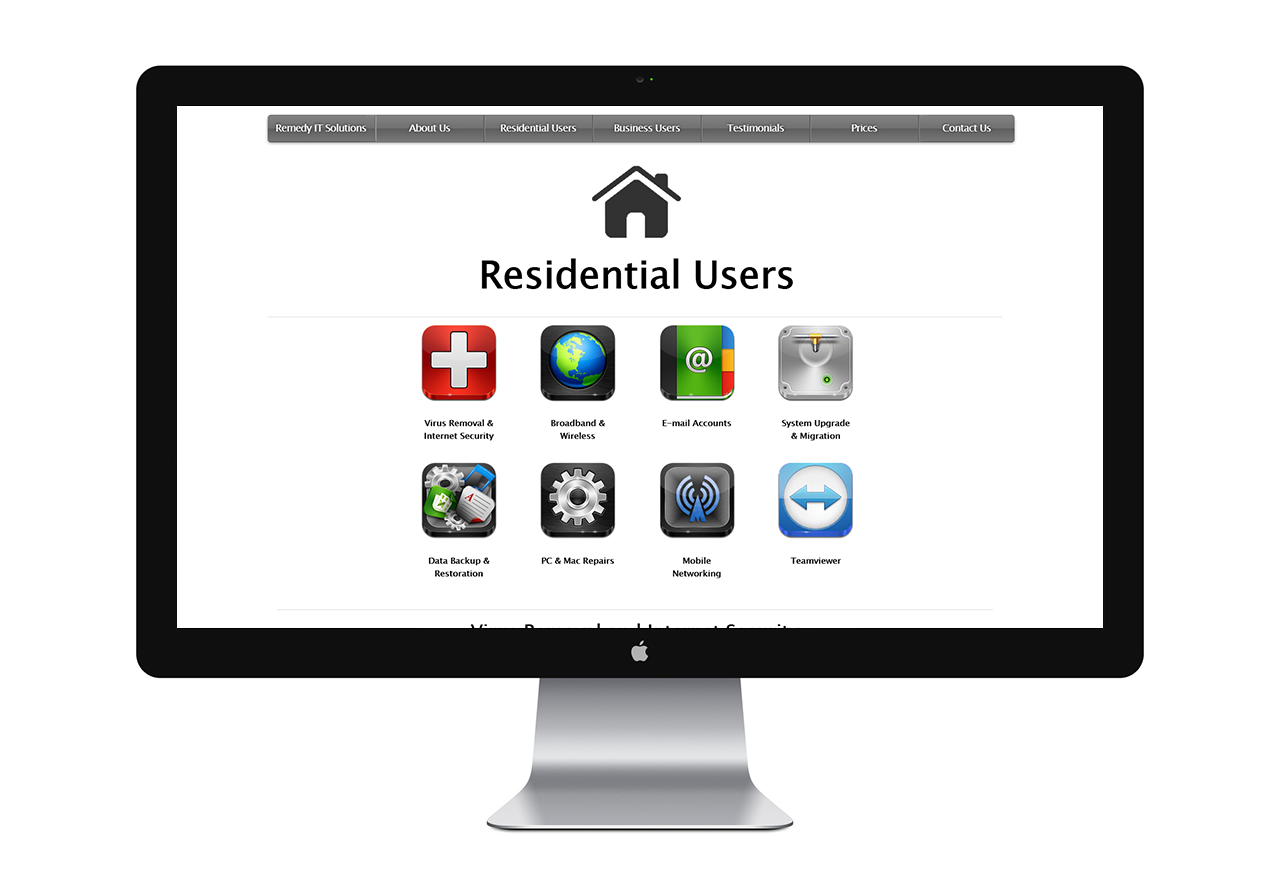 Remedy IT Solutions About Us Residential Users Business Users Testimonials Prices Contact Us
Residential Users
@
Virus Removal &
Internet Security
Broadband &
Wireless
E-mail Accounts
System Upgrade
& Migration
Data Backup &
Restoration
PC & Mac Repairs
Mobile
Networking
Teamviewer